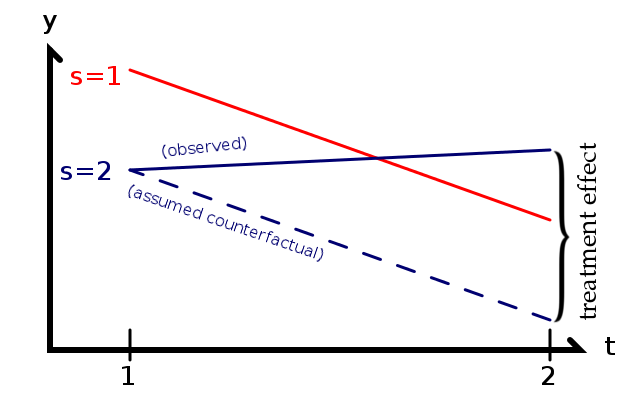 y
s=1
(observed)
s=2
(assumed counterfactual)
treatment effect
t
1
2